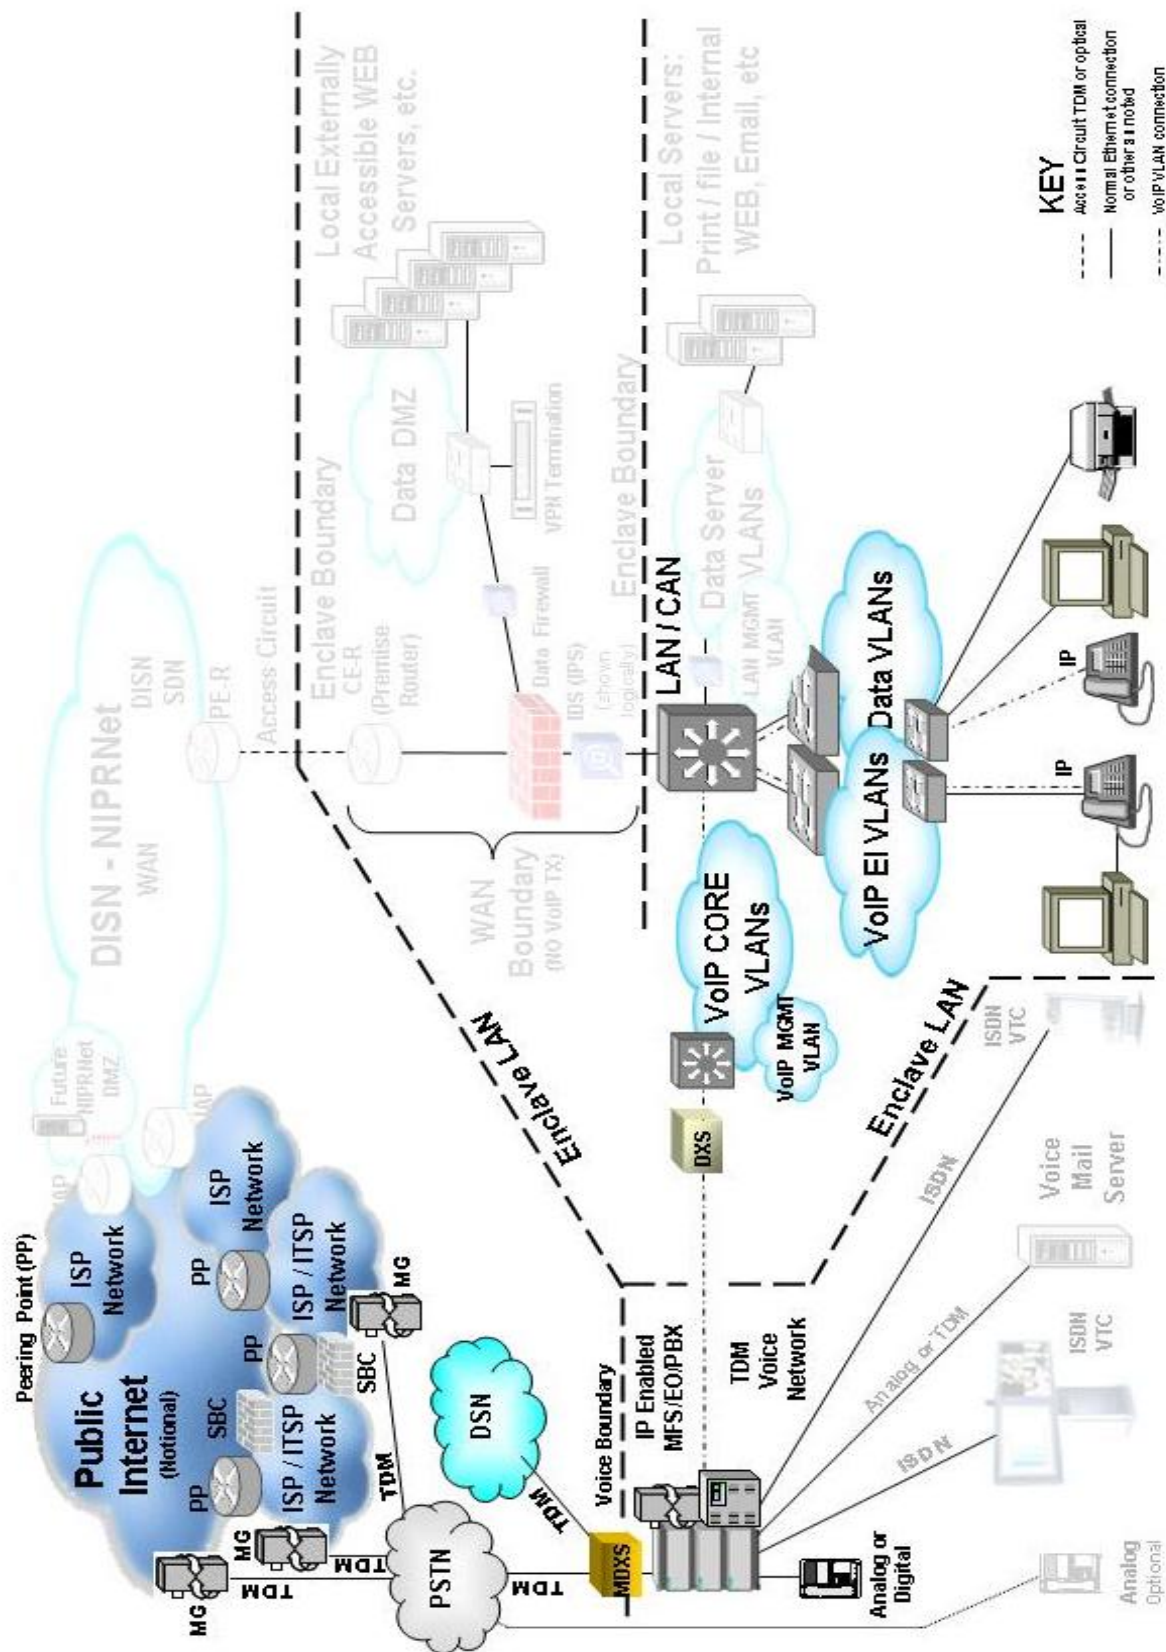 Peering Point (PP)
ISP
Network
Public
Internet
(Notional)
PP
PP
PP
SBC
SBC
ISP / ITSP
Network
ISP / ITSP
Network
ISP
Network
MG
MG
MG
TDM
TDM
TDM
PSTN
TDM
TDM
DSN
MDXS
Voice Boundary
IP Enabled
MFS/EO/PBX
TDM
Voice
Network
Analog or
Digital
Analog
Optional
ISDN
VTC
ISDN
Analog or TDM
Voice
Mail
Server
ISDN
ISDN
VTC
Future
NIPRNet
DMZ
DISN - NIPRNet
WAN
DISN
SDN
PE-R
Access Circuit
Enclave Boundary
CE-R
(Premise
Router)
WAN
Boundary
(NO VoIP TX)
Data Firewall
IDS (IPS)
(shown
logically)
Data DMZ
VPN Termination
Local Externally
Accessible WEB
Servers, etc.
Enclave Boundary
Enclave LAN
Enclave LAN
DXS
VoIP MGMT
VLAN
VoIP CORE
VLANs
LAN / CAN
LAN MGMT
VLAN
Data Server
VLANs
Local Servers:
Print / file / Internal
WEB, Email, etc
VoIP EI VLANs
Data VLANs
IP
IP
KEY
Access Circuit TDM or optical
Normal Ethernet connection
or other as noted
VoIP VLAN connection